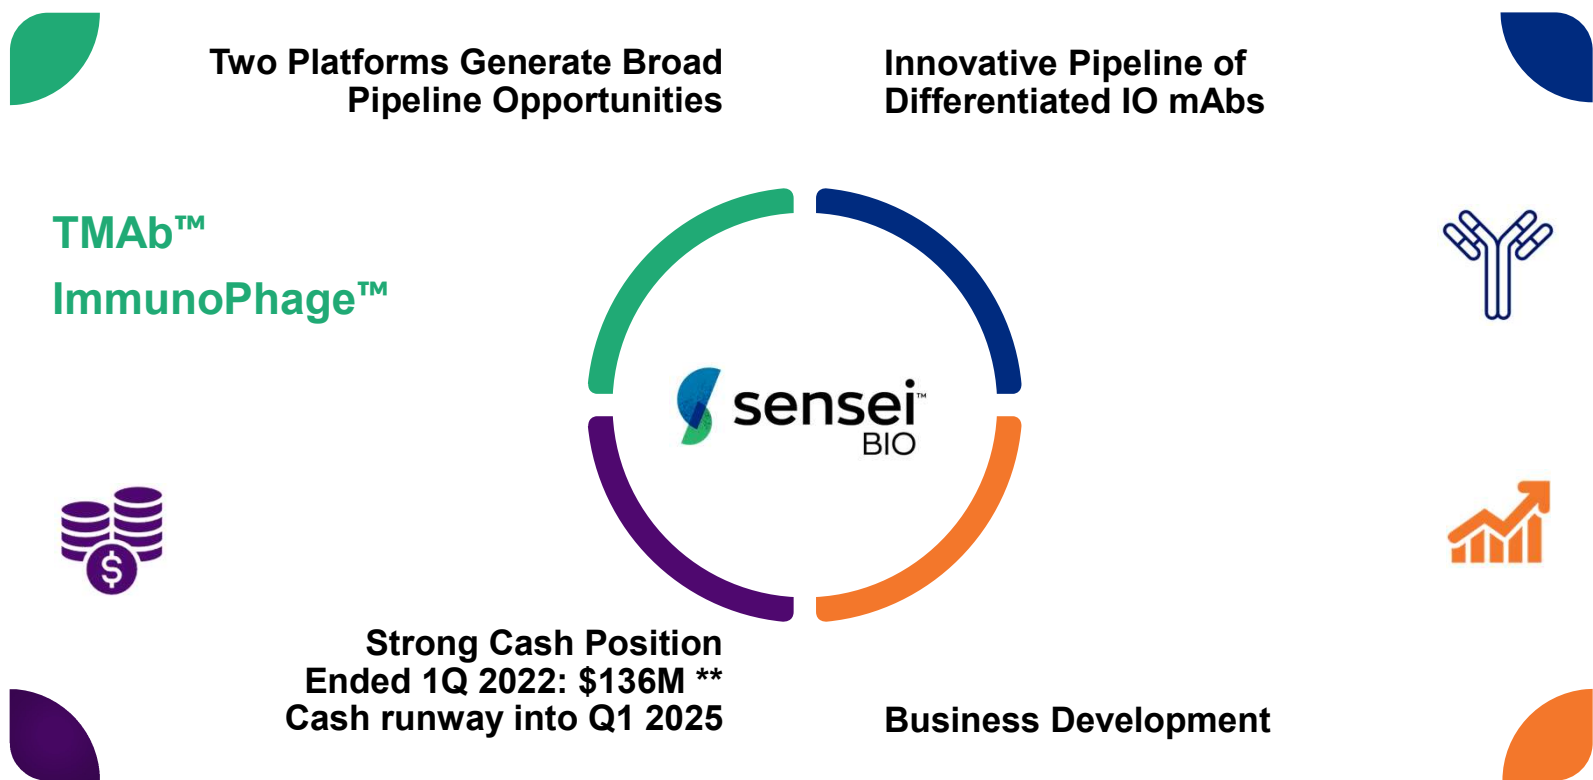 Two Platforms Generate Broad
Pipeline Opportunities
Innovative Pipeline of
Differentiated IO mAbs
TMAb™
ImmunoPhage™
sensei™
BIO
$
Strong Cash Position
Ended 1Q 2022: $136M **
Cash runway into Q1 2025
Business Development